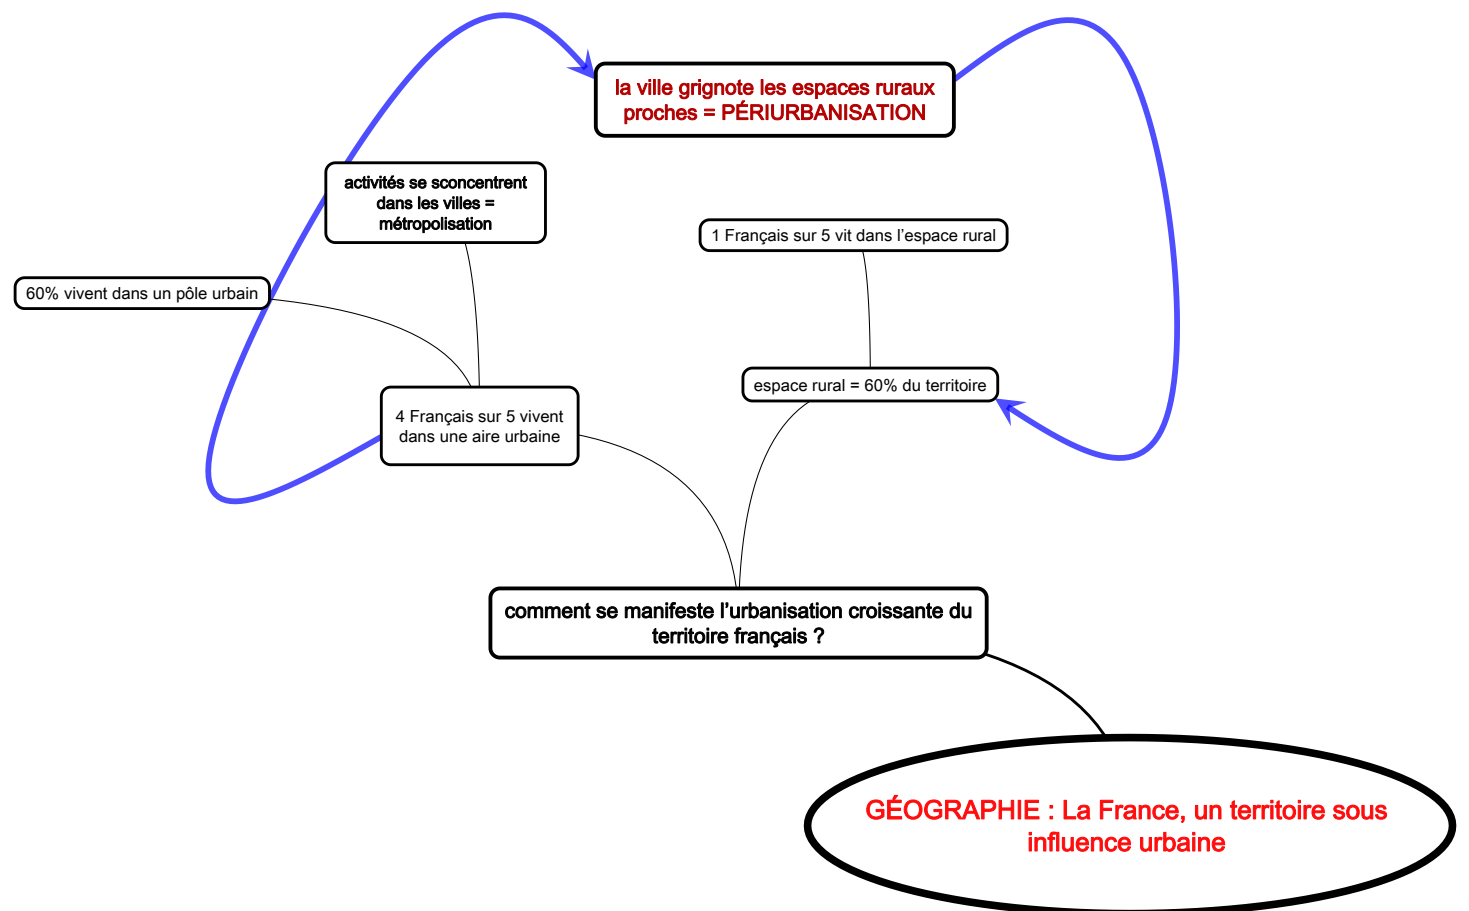 la ville grignote les espaces ruraux
proches = PÉRIURBANISATION
activités se sconcentrent
dans les villes =
métropolisation
1 Français sur 5 vit dans l’espace rural
60% vivent dans un pôle urbain
espace rural = 60% du territoire
4 Français sur 5 vivent
dans une aire urbaine
comment se manifeste l’urbanisation croissante du
territoire français ?
GÉOGRAPHIE : La France, un territoire sous
influence urbaine